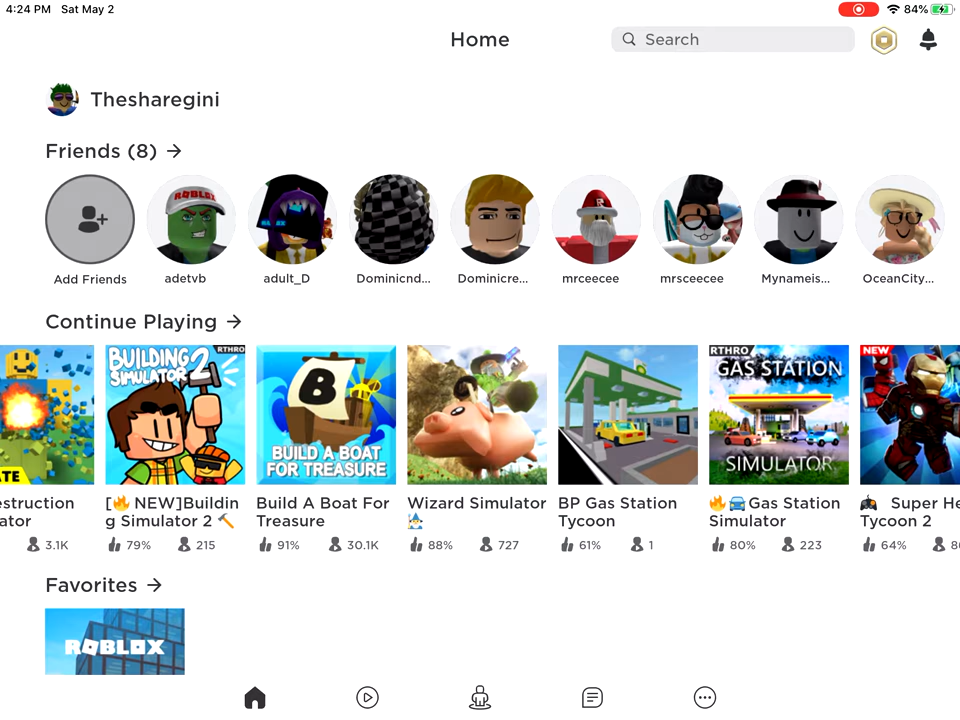 4:24 PM Sat May 2 84%
Home
Search
Thesharegini
Friends (8) →
ROBLOX
R
Add Friends adetvb adult_D Dominicnd... Dominicre... mrceecee mrsceecee Mynameis... OceanCity...
Continue Playing →
BUILDING SIMULATOR 2
RTHRO
B
BUILD A BOAT
FOR TREASURE
RTHRO
GAS STATION
SIMULATOR
NEW
ATE
estruction [🔥 NEW]Buildin Build A Boat For Wizard Simulator BP Gas Station 🔥🚘Gas Station 🎮 Super He
ator g Simulator 2 🔨 Treasure 🧙‍♂️ Tycoon Simulator Tycoon 2
3.1K 79% 215 91% 30.1K 88% 727 61% 1 80% 223 64% 8
Favorites →
ROBLOX